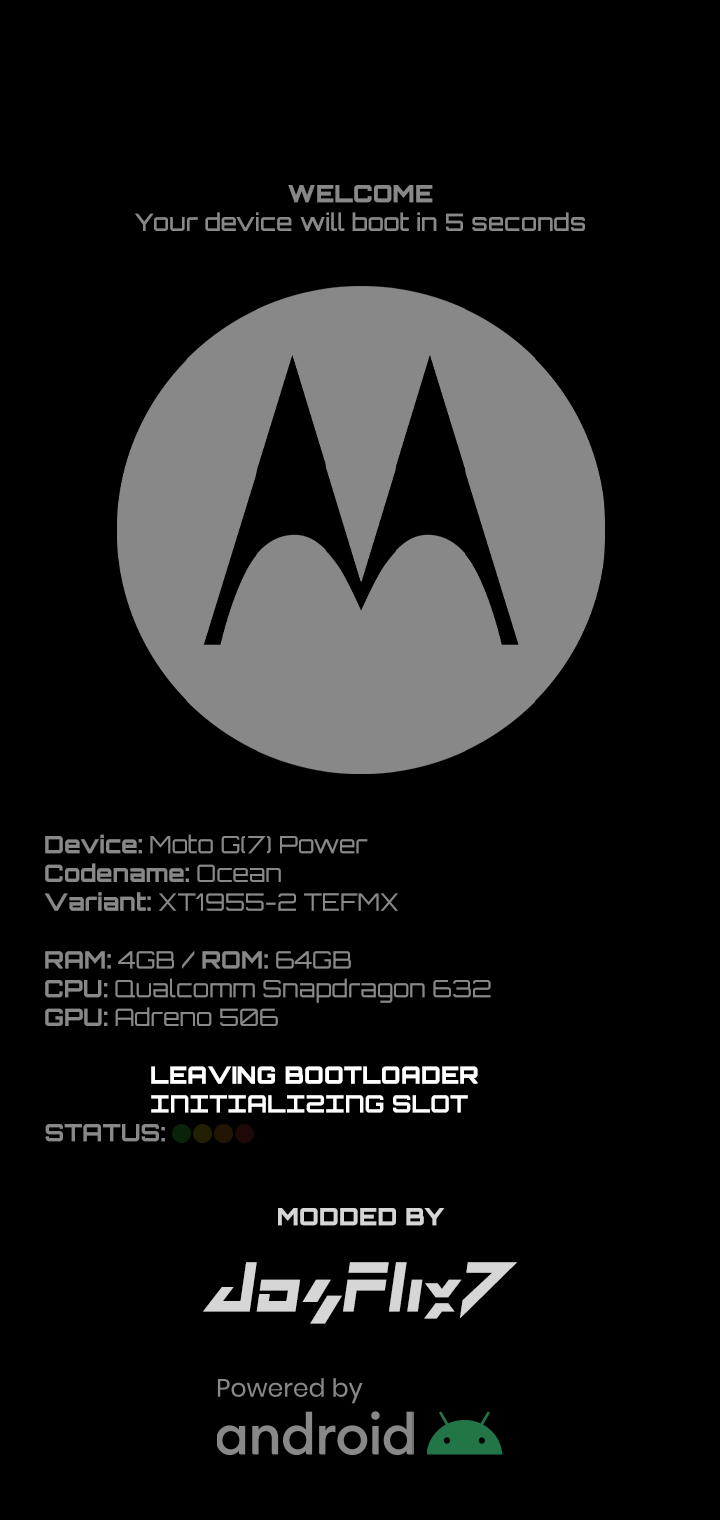 WELCOME
Your device will boot in 5 seconds
Device: Moto G(7) Power
Codename: Ocean
Variant: XT1955-2 TEFMX
RAM: 4GB / ROM: 64GB
CPU: Qualcomm Snapdragon 632
GPU: Adreno 506
LEAVING BOOTLOADER
INITIALIZING SLOT
STATUS:
MODDED BY
JosFlix7
Powered by
android